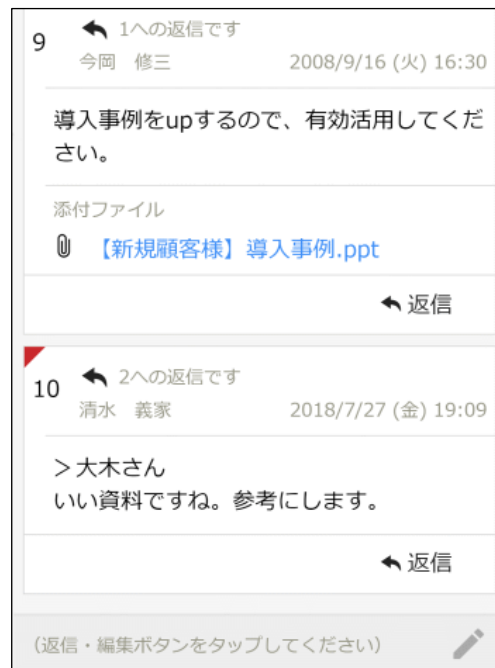 9
1への返信です
今岡 修三 2008/9/16 (火) 16:30
導入事例をupするので、有効活用してくだ
さい。
添付ファイル
【新規顧客様】導入事例.ppt
返信
10
2への返信です
清水 義家 2018/7/27 (金) 19:09
＞大木さん
いい資料ですね。参考にします。
返信
（返信・編集ボタンをタップしてください）